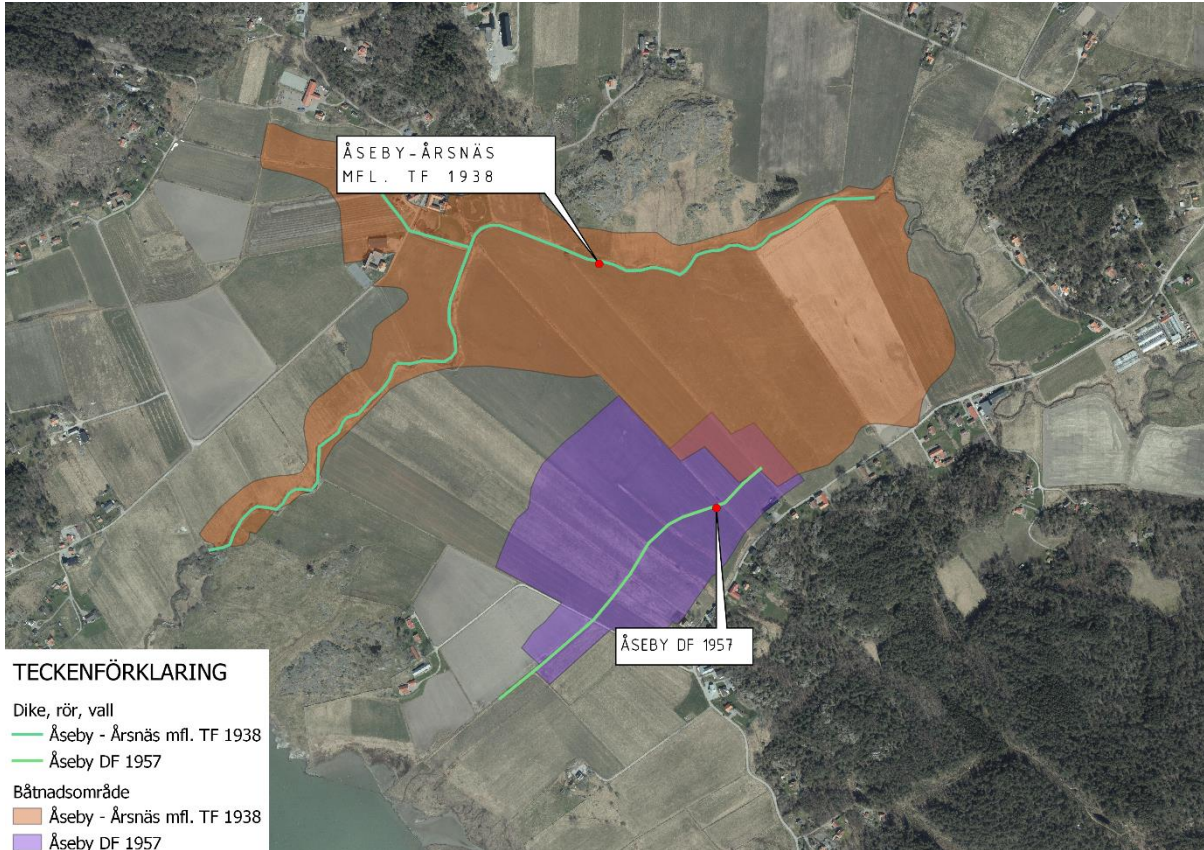 ÅSEBY-ÅRSNÄS
MFL. TF 1938
ÅSEBY DF 1957
TECKENFÖRKLARING
Dike, rör, vall
Åseby - Årsnäs mfl. TF 1938
Åseby DF 1957
Båtnadsområde
Åseby - Årsnäs mfl. TF 1938
Åseby DF 1957